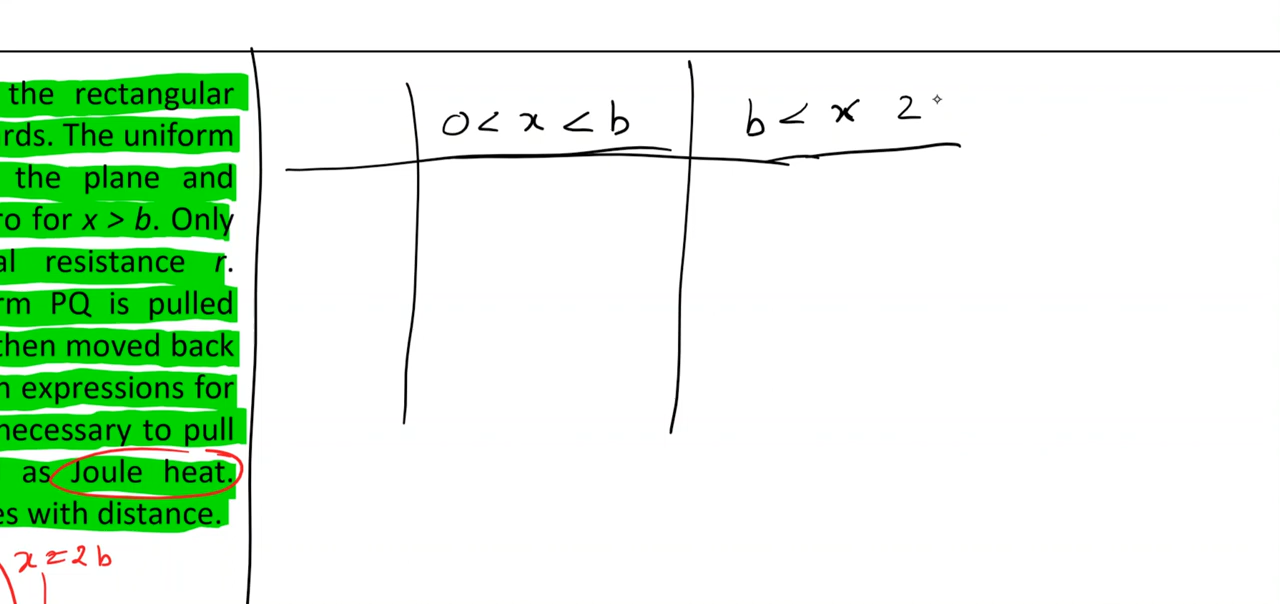 the rectangular
rds. The uniform
the plane and
ro for x > b. Only
al resistance r.
rm PQ is pulled
then moved back
n expressions for
necessary to pull
as Joule heat.
es with distance.
x = 2b
0 < x < b
b < x 2